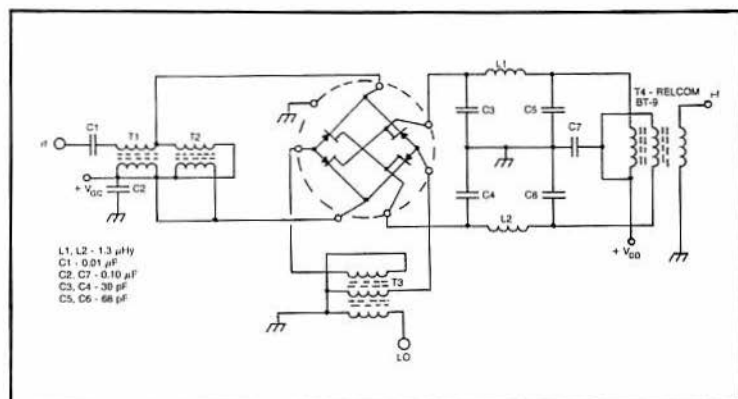 L1
T4 - RELCOM
BT-9
i-f
C1
T1
T2
C3
C5
C7
rf
+ VGC
C2
C4
C6
L2
+ VDD
L1, L2 - 1.3 μHy
C1 - 0.01 μF
C2, C7 - 0.10 μF
C3, C4 - 30 pF
C5, C6 - 68 pF
T3
LO